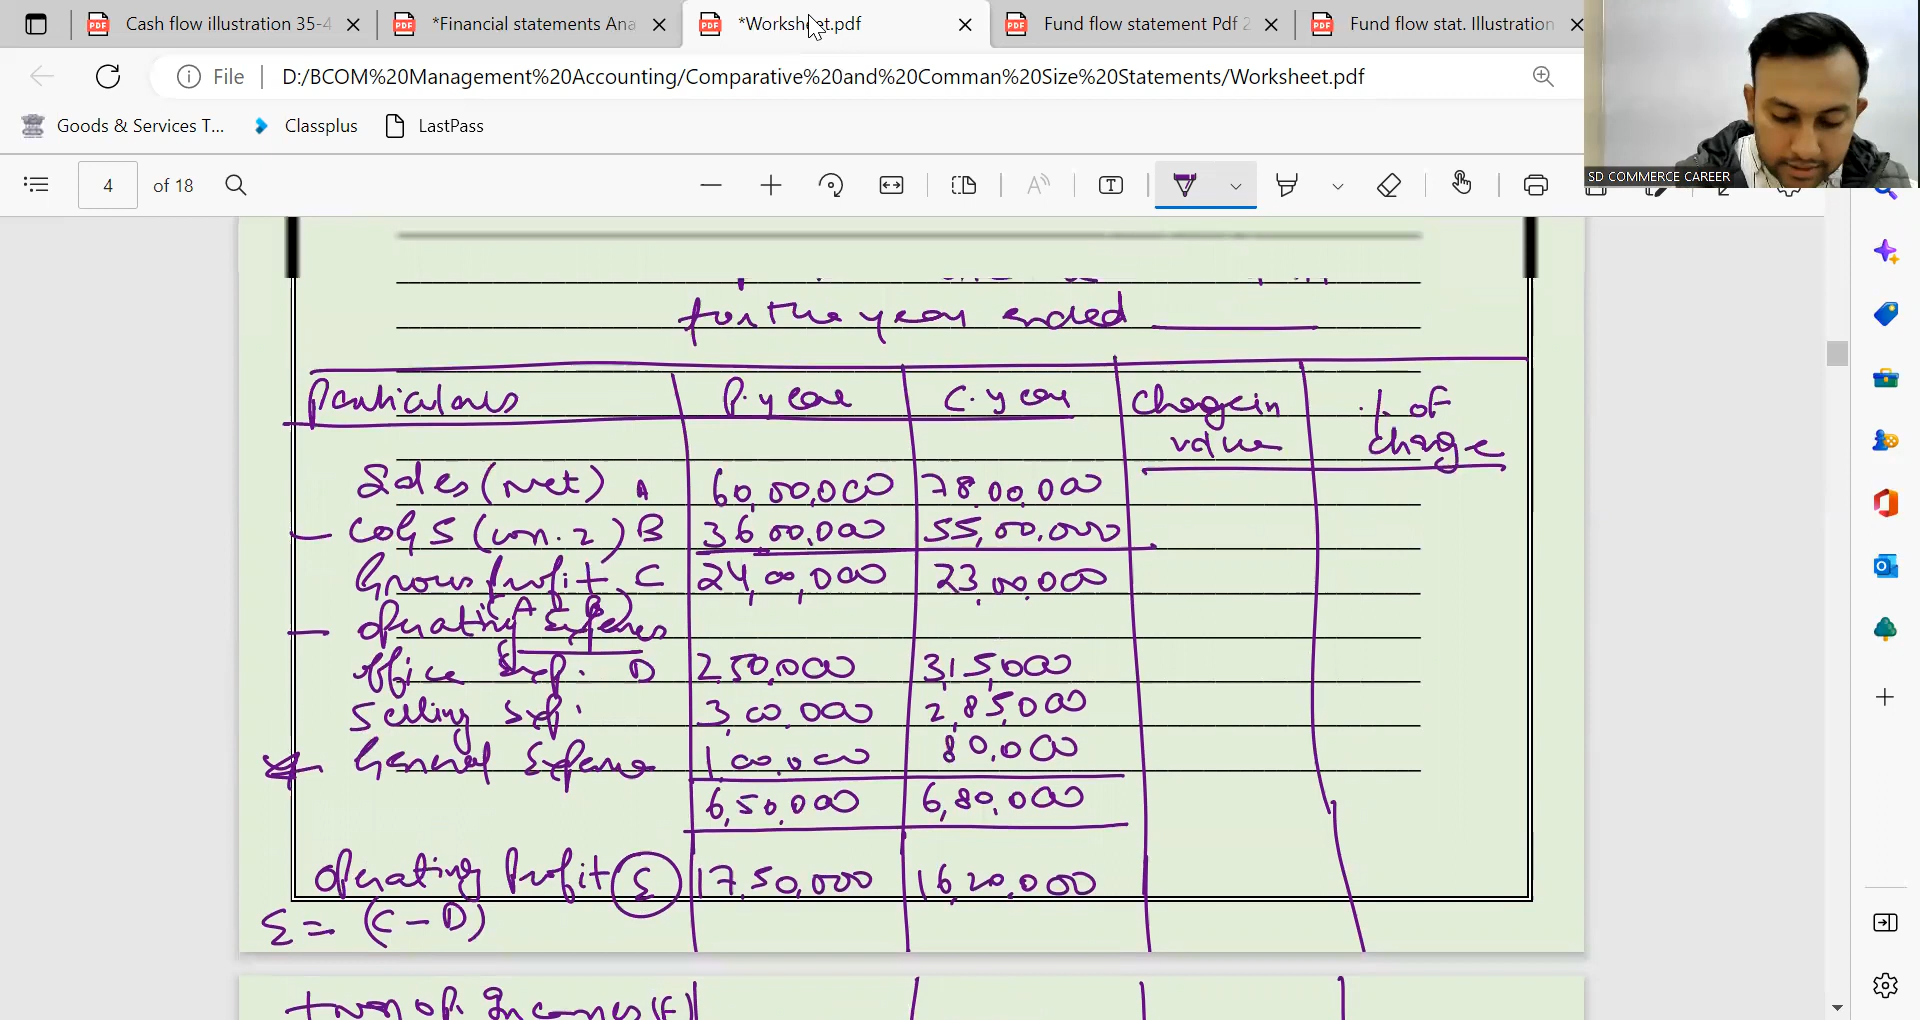 Cash flow illustration 35-4
*Financial statements Ana
*Worksheet.pdf
Fund flow statement Pdf 2
Fund flow stat. Illustration
File
D:/BCOM%20Management%20Accounting/Comparative%20and%20Comman%20Size%20Statements/Worksheet.pdf
Goods & Services T...
Classplus
LastPass
4 of 18
SD COMMERCE CAREER
for the year ended
Particulars P. year C. year Change in value % of change
Sales (Net) A 60,00,000 78,00,000
- COGS (W.N. 2) B 36,00,000 55,00,000
Gross Profit C 24,00,000 23,00,000
(A - B)
- Operating Expenses
Office Exp. D 2,50,000 3,15,000
Selling Exp. 3,00,000 2,85,000
General Expense 1,00,000 80,000
6,50,000 6,80,000
Operating Profit E 17,50,000 16,20,000
E = (C - D)
Incomes (F)